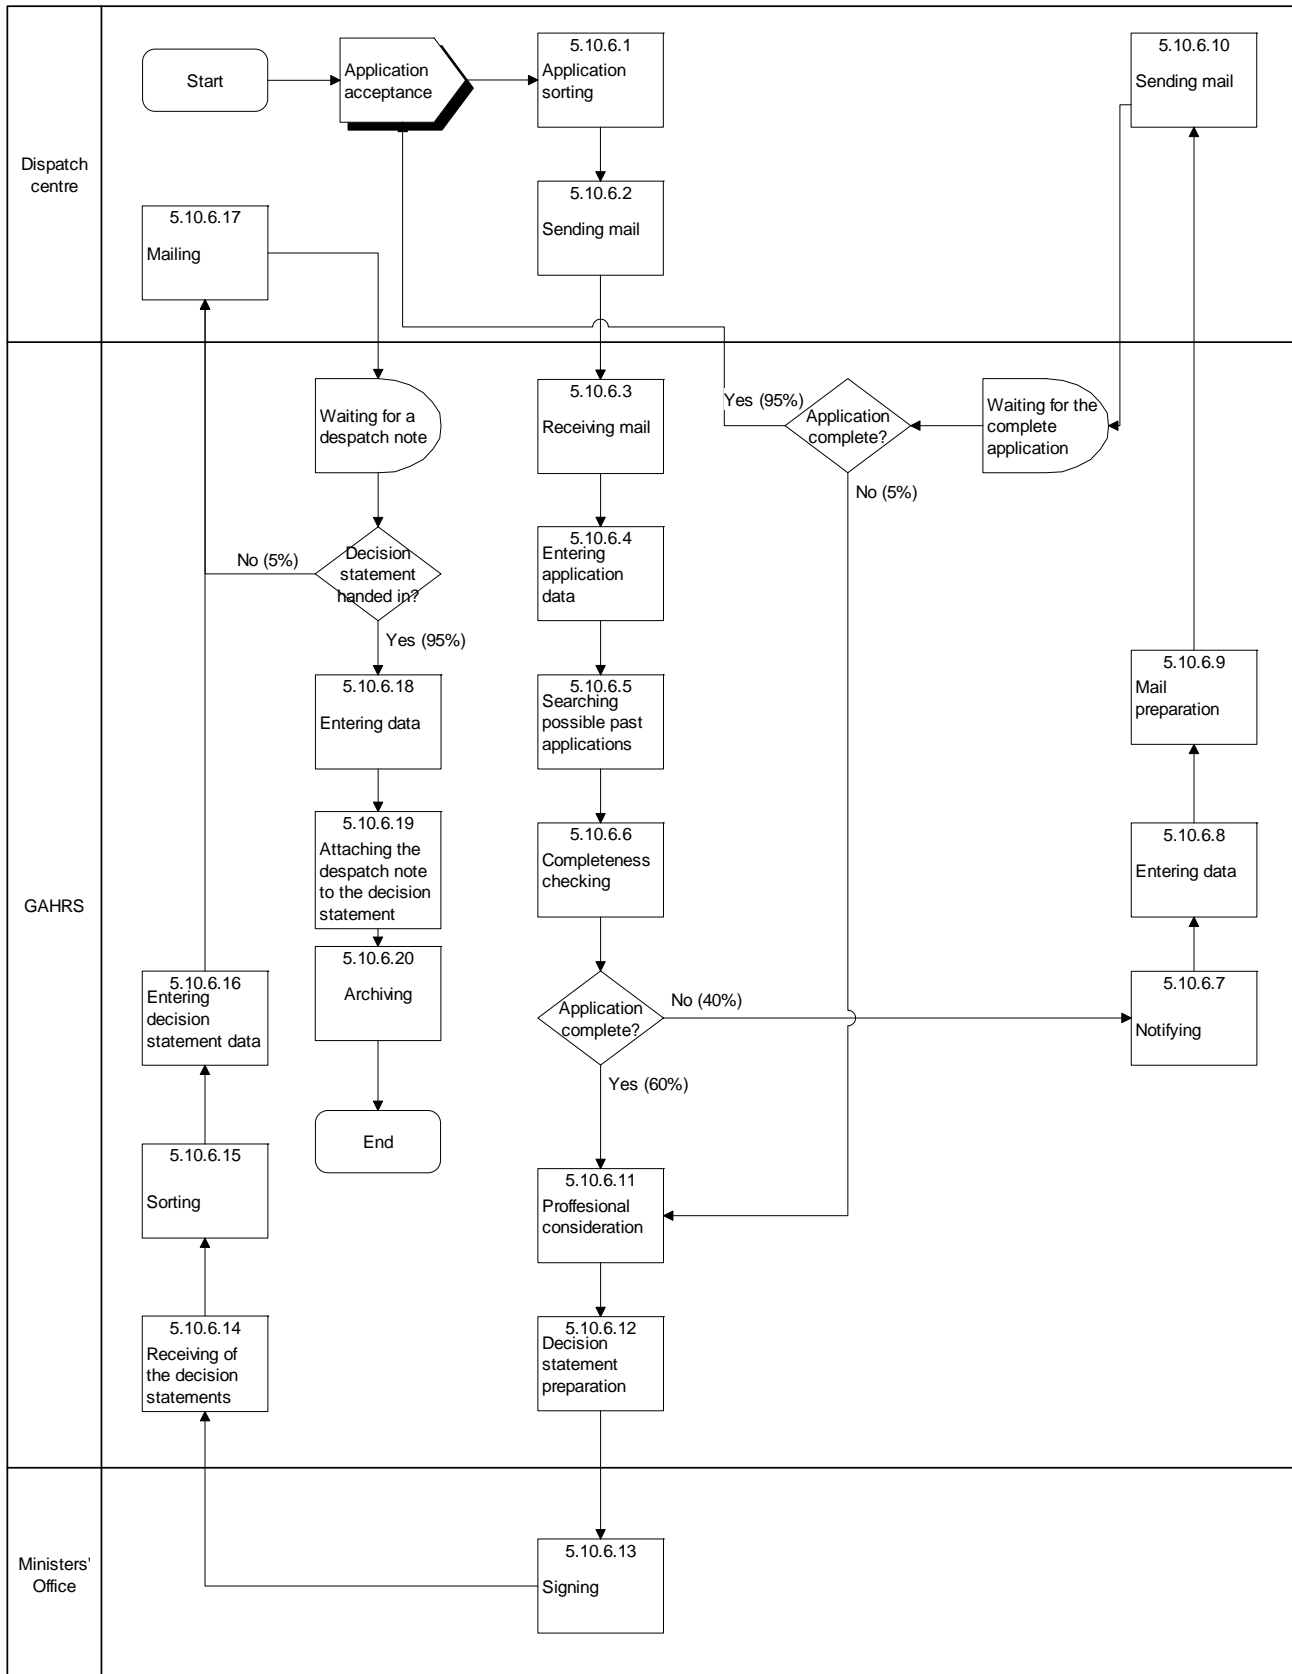 Dispatch
centre
Start
Application
acceptance
5.10.6.1
Application
sorting
5.10.6.10
Sending mail
5.10.6.2
Sending mail
5.10.6.17
Mailing
GAHRS
Waiting for a
despatch note
5.10.6.3
Receiving mail
Yes (95%)
Application
complete?
Waiting for the
complete
application
No (5%)
No (5%)
Decision
statement
handed in?
Yes (95%)
5.10.6.4
Entering
application
data
5.10.6.18
Entering data
5.10.6.5
Searching
possible past
applications
5.10.6.9
Mail
preparation
5.10.6.19
Attaching the
despatch note
to the decision
statement
5.10.6.6
Completeness
checking
5.10.6.8
Entering data
5.10.6.20
Archiving
5.10.6.16
Entering
decision
statement data
Application
complete?
No (40%)
Yes (60%)
5.10.6.7
Notifying
End
5.10.6.15
Sorting
5.10.6.11
Proffesional
consideration
5.10.6.14
Receiving of
the decision
statements
5.10.6.12
Decision
statement
preparation
Ministers'
Office
5.10.6.13
Signing